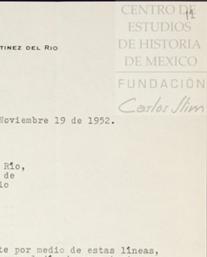 CENTRO DE
ESTUDIOS
DE HISTORIA
DE MEXICO
FUNDACIÓN
Carlos Slim
TINEZ DEL RIO
Noviembre 19 de 1952.
Rio,
de
io
te por medio de estas líneas,